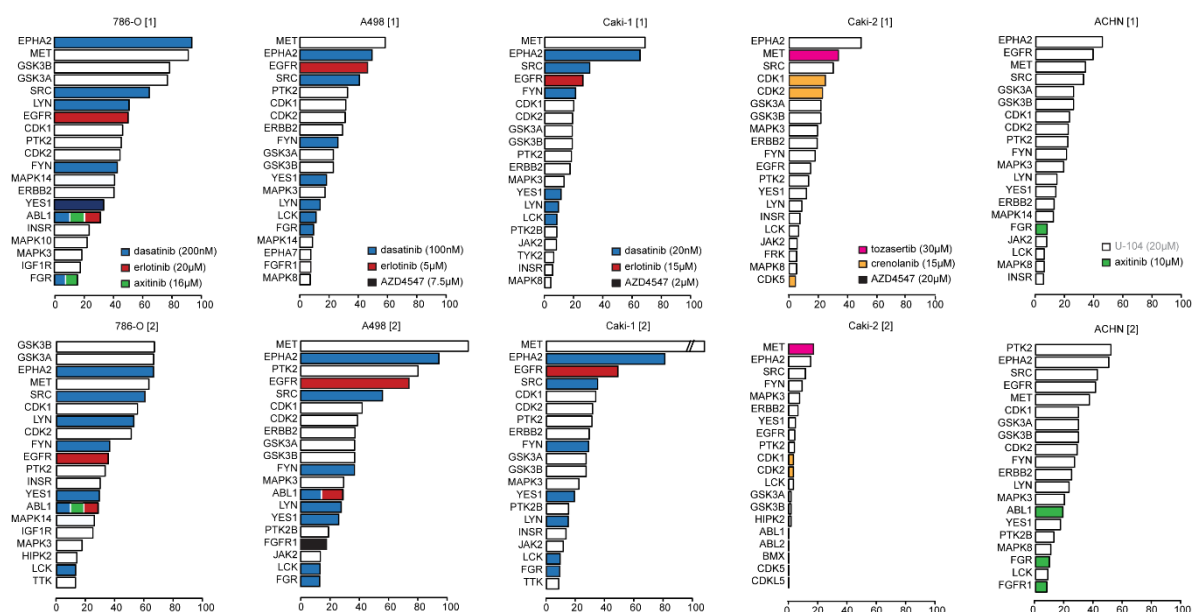 786-O [1]
EPHA2
MET
GSK3B
GSK3A
SRC
LYN
EGFR
CDK1
PTK2
CDK2
FYN
MAPK14
ERBB2
YES1
ABL1
INSR
MAPK10
MAPK3
IGF1R
FGR
dasatinib (200nM)
erlotinib (20µM)
axitinib (16µM)
0 20 40 60 80 100
A498 [1]
MET
EPHA2
EGFR
SRC
PTK2
CDK1
CDK2
ERBB2
FYN
GSK3A
GSK3B
YES1
MAPK3
LYN
LCK
FGR
MAPK14
EPHA7
FGFR1
MAPK8
dasatinib (100nM)
erlotinib (5µM)
AZD4547 (7.5µM)
0 20 40 60 80 100
Caki-1 [1]
MET
EPHA2
SRC
EGFR
FYN
CDK1
CDK2
GSK3A
GSK3B
PTK2
ERBB2
MAPK3
YES1
LYN
LCK
PTK2B
JAK2
TYK2
INSR
MAPK8
dasatinib (20nM)
erlotinib (15µM)
AZD4547 (2µM)
0 20 40 60 80 100
Caki-2 [1]
EPHA2
MET
SRC
CDK1
CDK2
GSK3A
GSK3B
MAPK3
ERBB2
FYN
EGFR
PTK2
YES1
LYN
INSR
LCK
JAK2
FRK
MAPK8
CDK5
tozasertib (30µM)
crenolanib (15µM)
AZD4547 (20µM)
0 20 40 60 80 100
ACHN [1]
EPHA2
EGFR
MET
SRC
GSK3A
GSK3B
CDK1
CDK2
PTK2
FYN
MAPK3
LYN
YES1
ERBB2
MAPK14
FGR
JAK2
LCK
MAPK8
INSR
U-104 (20µM)
axitinib (10µM)
0 20 40 60 80 100
786-O [2]
GSK3B
GSK3A
EPHA2
MET
SRC
CDK1
LYN
CDK2
FYN
EGFR
PTK2
INSR
YES1
ABL1
MAPK14
IGF1R
MAPK3
HIPK2
LCK
TTK
0 20 40 60 80 100
A498 [2]
MET
EPHA2
PTK2
EGFR
SRC
CDK1
CDK2
ERBB2
GSK3A
GSK3B
FYN
MAPK3
ABL1
LYN
YES1
PTK2B
FGFR1
JAK2
LCK
FGR
0 20 40 60 80 100
Caki-1 [2]
MET
EPHA2
EGFR
SRC
CDK1
CDK2
PTK2
ERBB2
FYN
GSK3A
GSK3B
MAPK3
YES1
PTK2B
LYN
INSR
JAK2
LCK
FGR
TTK
0 20 40 60 80 100
Caki-2 [2]
MET
EPHA2
SRC
FYN
MAPK3
ERBB2
YES1
EGFR
PTK2
CDK1
CDK2
LCK
GSK3A
GSK3B
HIPK2
ABL1
ABL2
BMX
CDK5
CDKL5
0 20 40 60 80 100
ACHN [2]
PTK2
EPHA2
SRC
EGFR
MET
CDK1
GSK3A
GSK3B
CDK2
FYN
ERBB2
LYN
MAPK3
ABL1
YES1
PTK2B
MAPK8
FGR
LCK
FGFR1
0 20 40 60 80 100